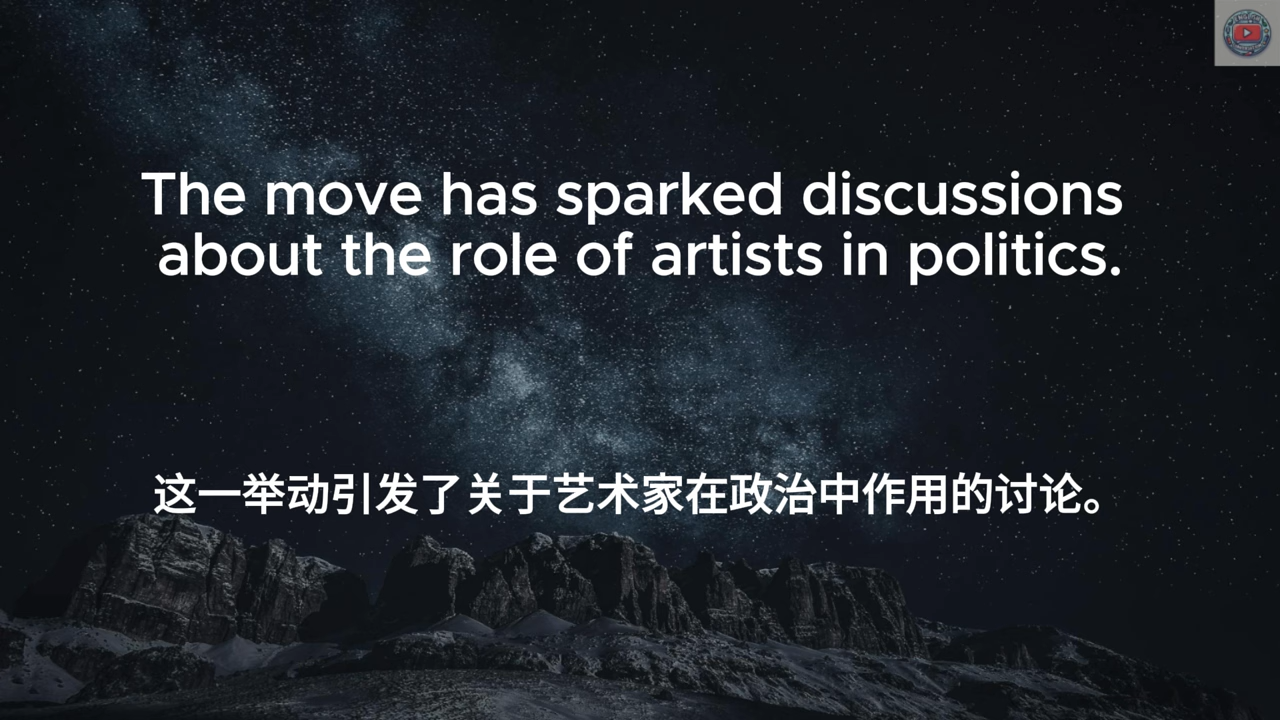 The move has sparked discussions
about the role of artists in politics.
这一举动引发了关于艺术家在政治中作用的讨论。